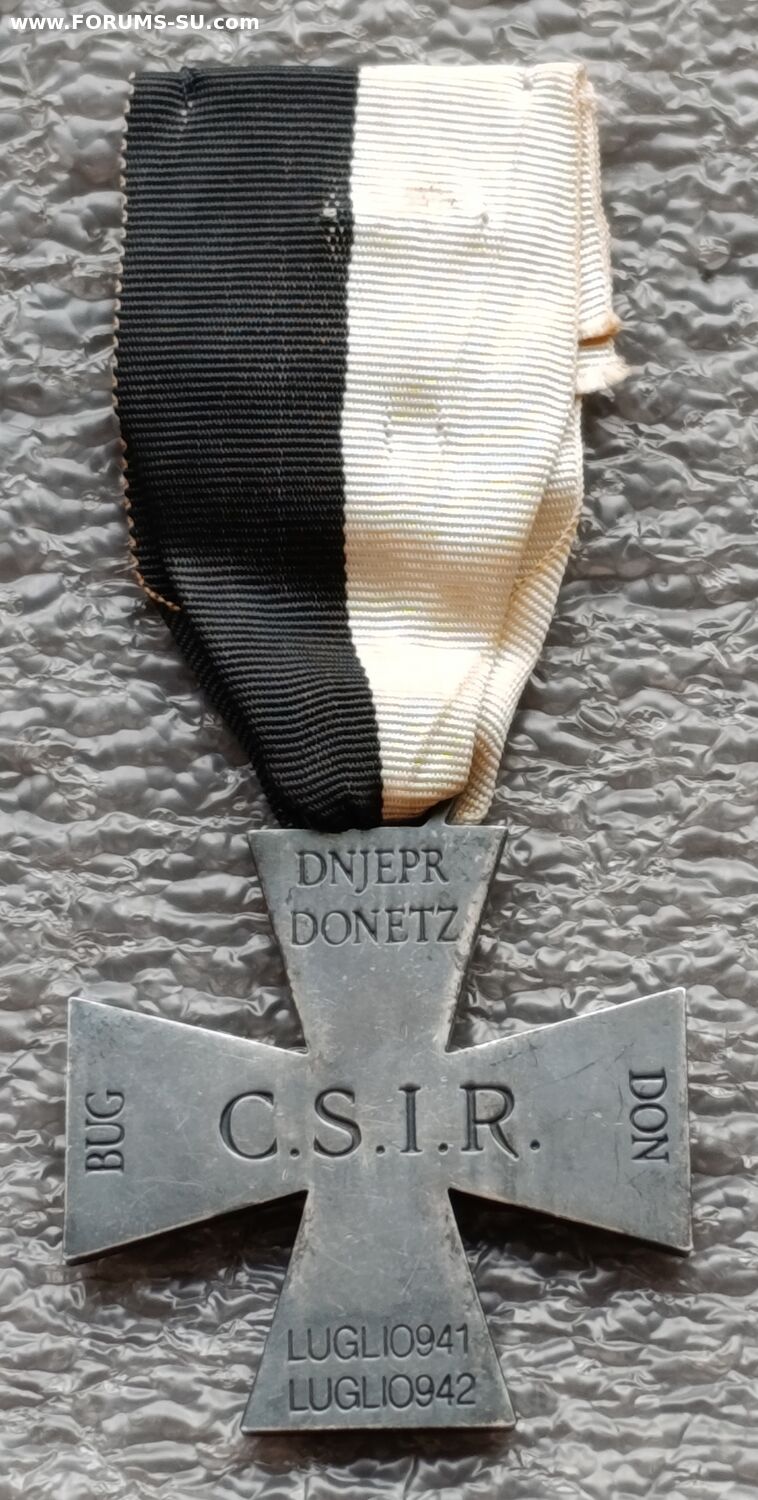 www.FORUMS-SU.com
DNJEPR
DONETZ
BUG
C.S.I.R.
DON
LUGLIO941
LUGLIO942